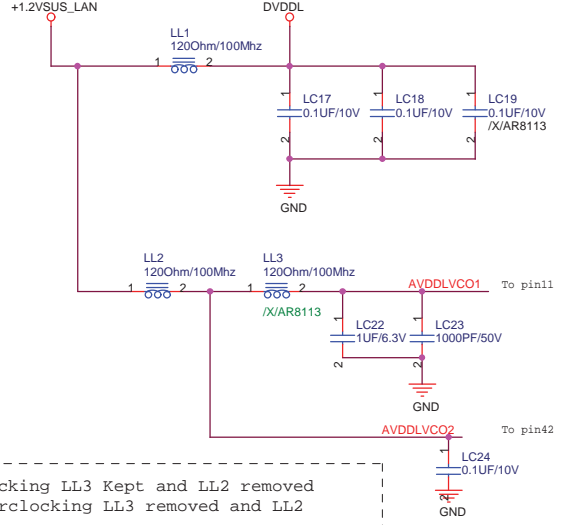 +1.2VSUS_LAN
DVDDL
LL1
120Ohm/100Mhz
1 2
1 1 1
LC17 LC18 LC19
0.1UF/10V 0.1UF/10V 0.1UF/10V
/X/AR8113
2 2 2
GND
LL2 LL3
120Ohm/100Mhz 120Ohm/100Mhz
1 2 1 2 AVDDLVCO1 To pin11
/X/AR8113
1 1
LC22 LC23
1UF/6.3V 1000PF/50V
2 2
GND
AVDDLVCO2 To pin42
1
LC24
0.1UF/10V
2
GND
cking LL3 Kept and LL2 removed
rclocking LL3 removed and LL2